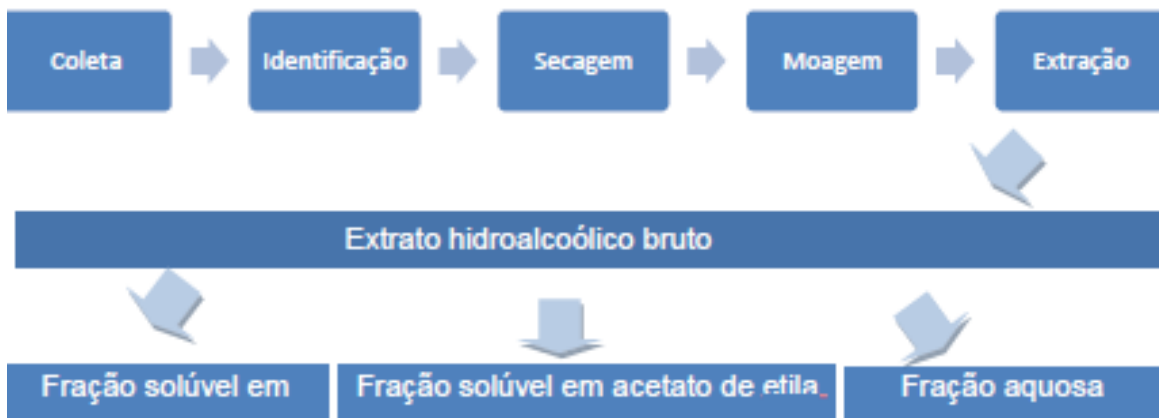 Coleta
Identificação
Secagem
Moagem
Extração
Extrato hidroalcoólico bruto
Fração solúvel em
Fração solúvel em acetato de etila
Fração aquosa